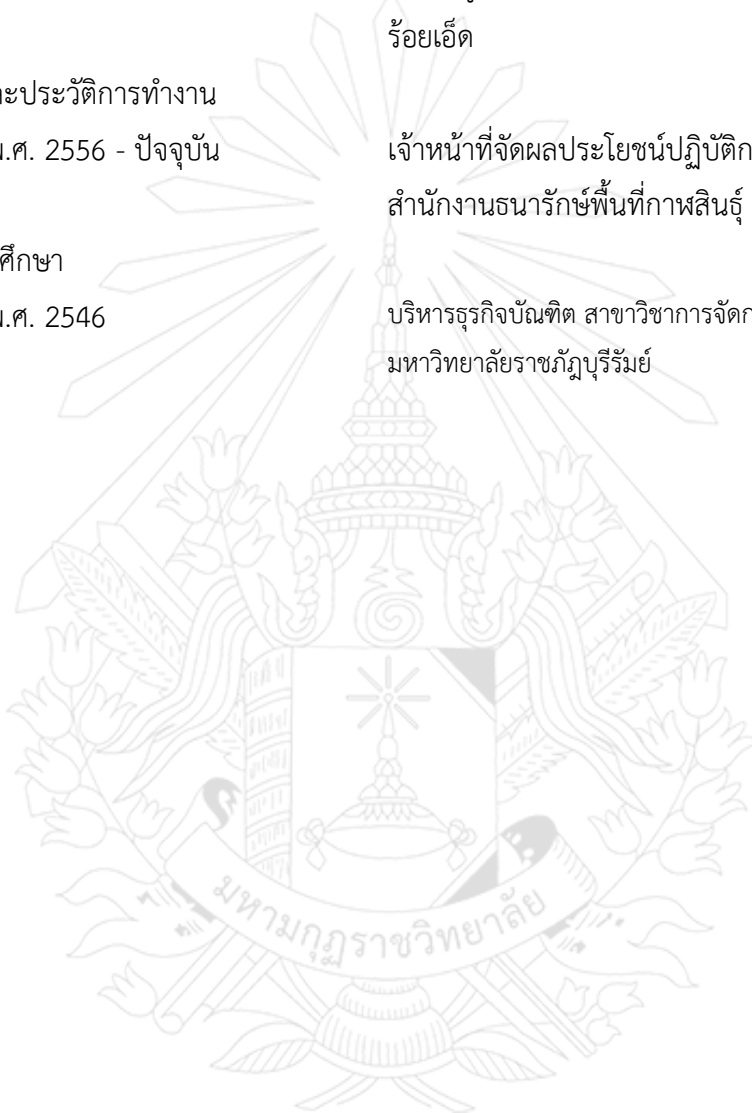 ร้อยเอ็ด
ะประวัติการทำงาน
.ศ. 2556 - ปัจจุบัน เจ้าหน้าที่จัดผลประโยชน์ปฏิบัติก
สำนักงานธนารักษ์พื้นที่กาฬสินธุ์
ศึกษา
.ศ. 2546 บริหารธุรกิจบัณฑิต สาขาวิชาการจัดก
มหาวิทยาลัยราชภัฏบุรีรัมย์
มหามกุฏราชวิทยาลัย